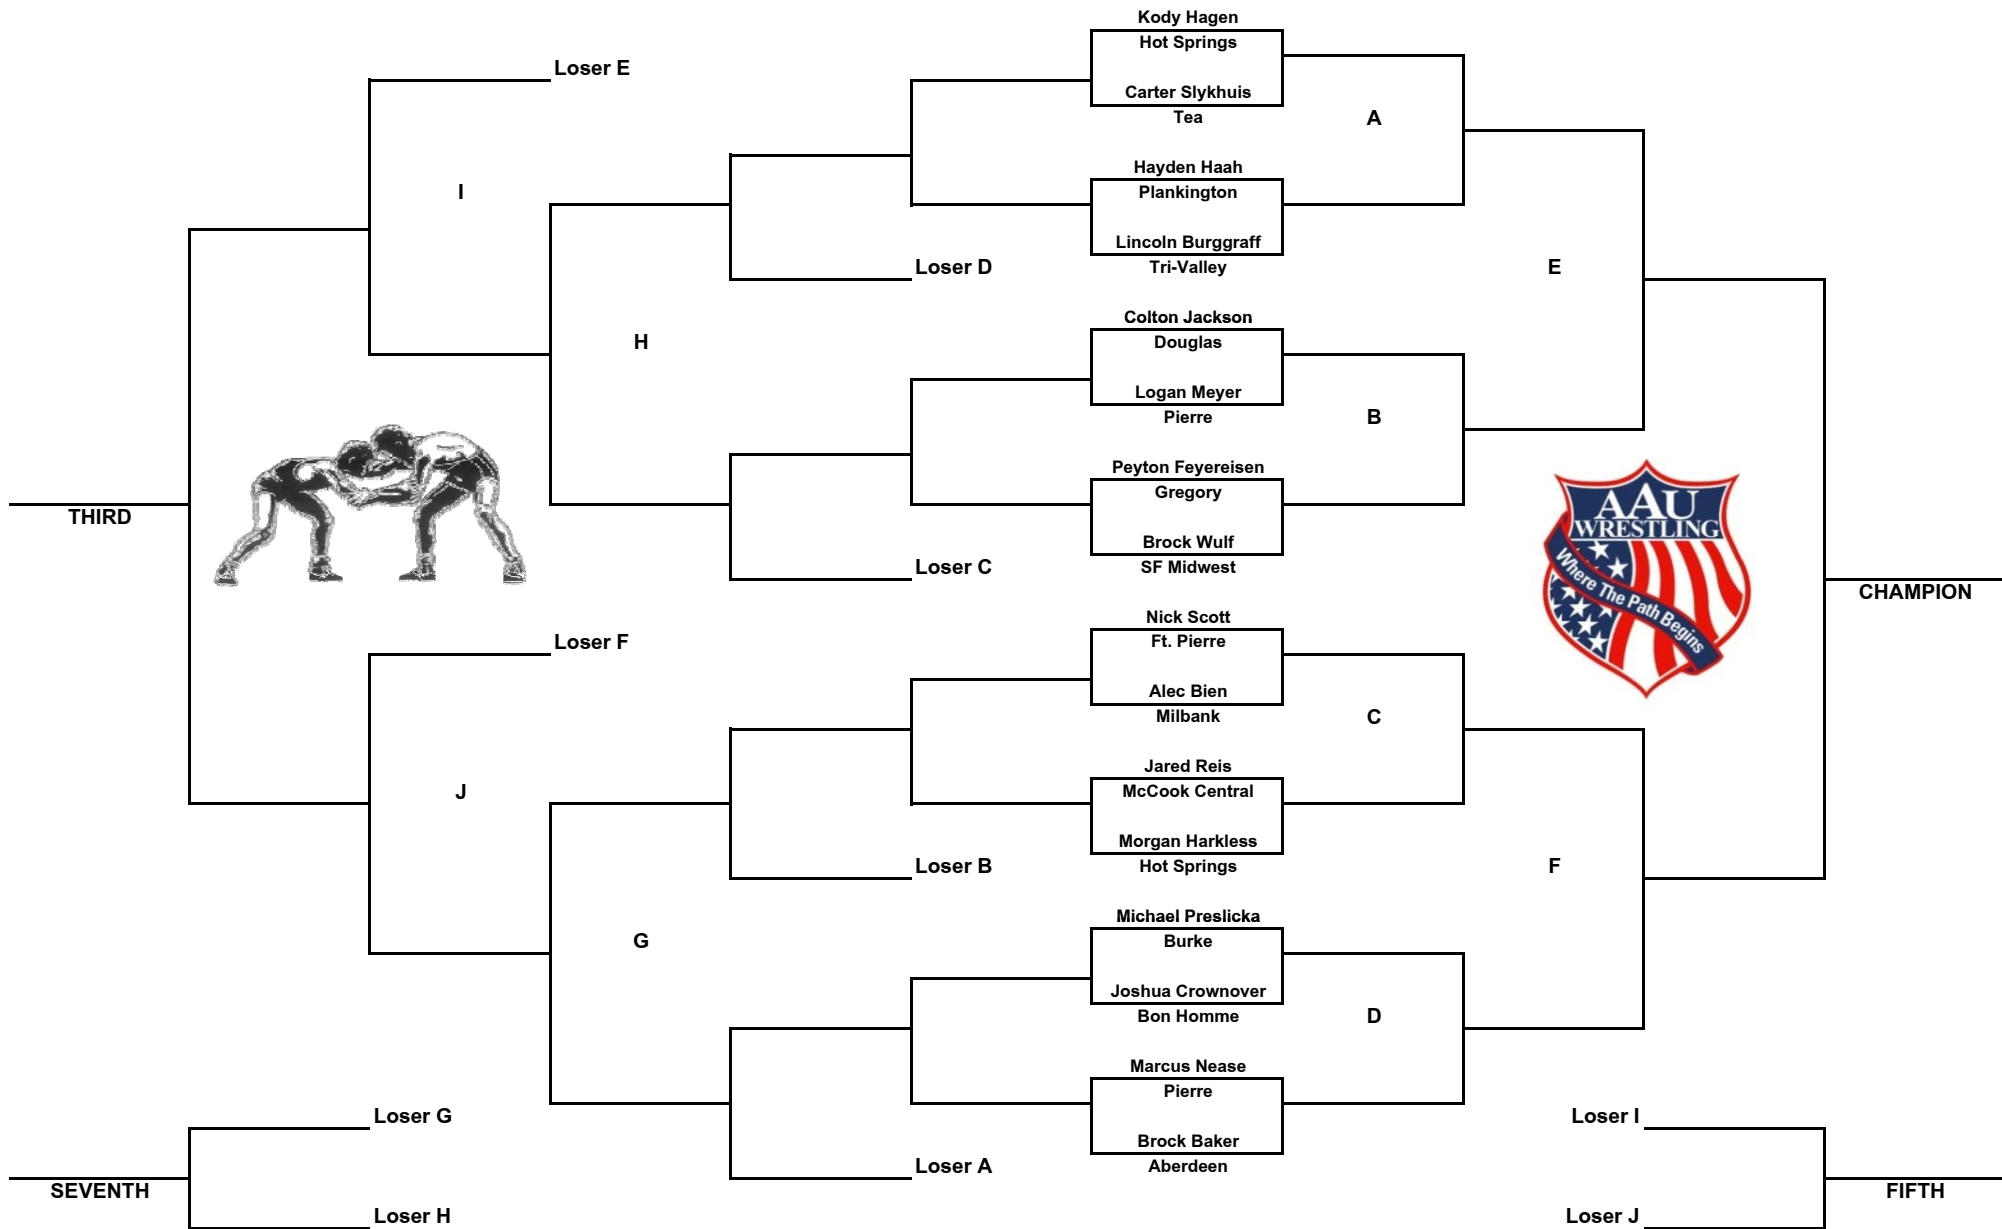 Kody Hagen
Hot Springs
Loser E
Carter Slykhuis
Tea
A
Hayden Haah
Plankington
I
Lincoln Burggraff
Tri-Valley
Loser D
E
Colton Jackson
Douglas
H
Logan Meyer
Pierre
B
Peyton Feyereisen
Gregory
THIRD
AAU
WRESTLING
Where The Path Begins
Brock Wulf
SF Midwest
Loser C
CHAMPION
Nick Scott
Ft. Pierre
Loser F
Alec Bien
Milbank
C
Jared Reis
McCook Central
J
Morgan Harkless
Hot Springs
Loser B
F
Michael Preslicka
Burke
G
Joshua Crownover
Bon Homme
D
Marcus Nease
Pierre
Loser G
Loser I
Brock Baker
Aberdeen
Loser A
SEVENTH
FIFTH
Loser H
Loser J